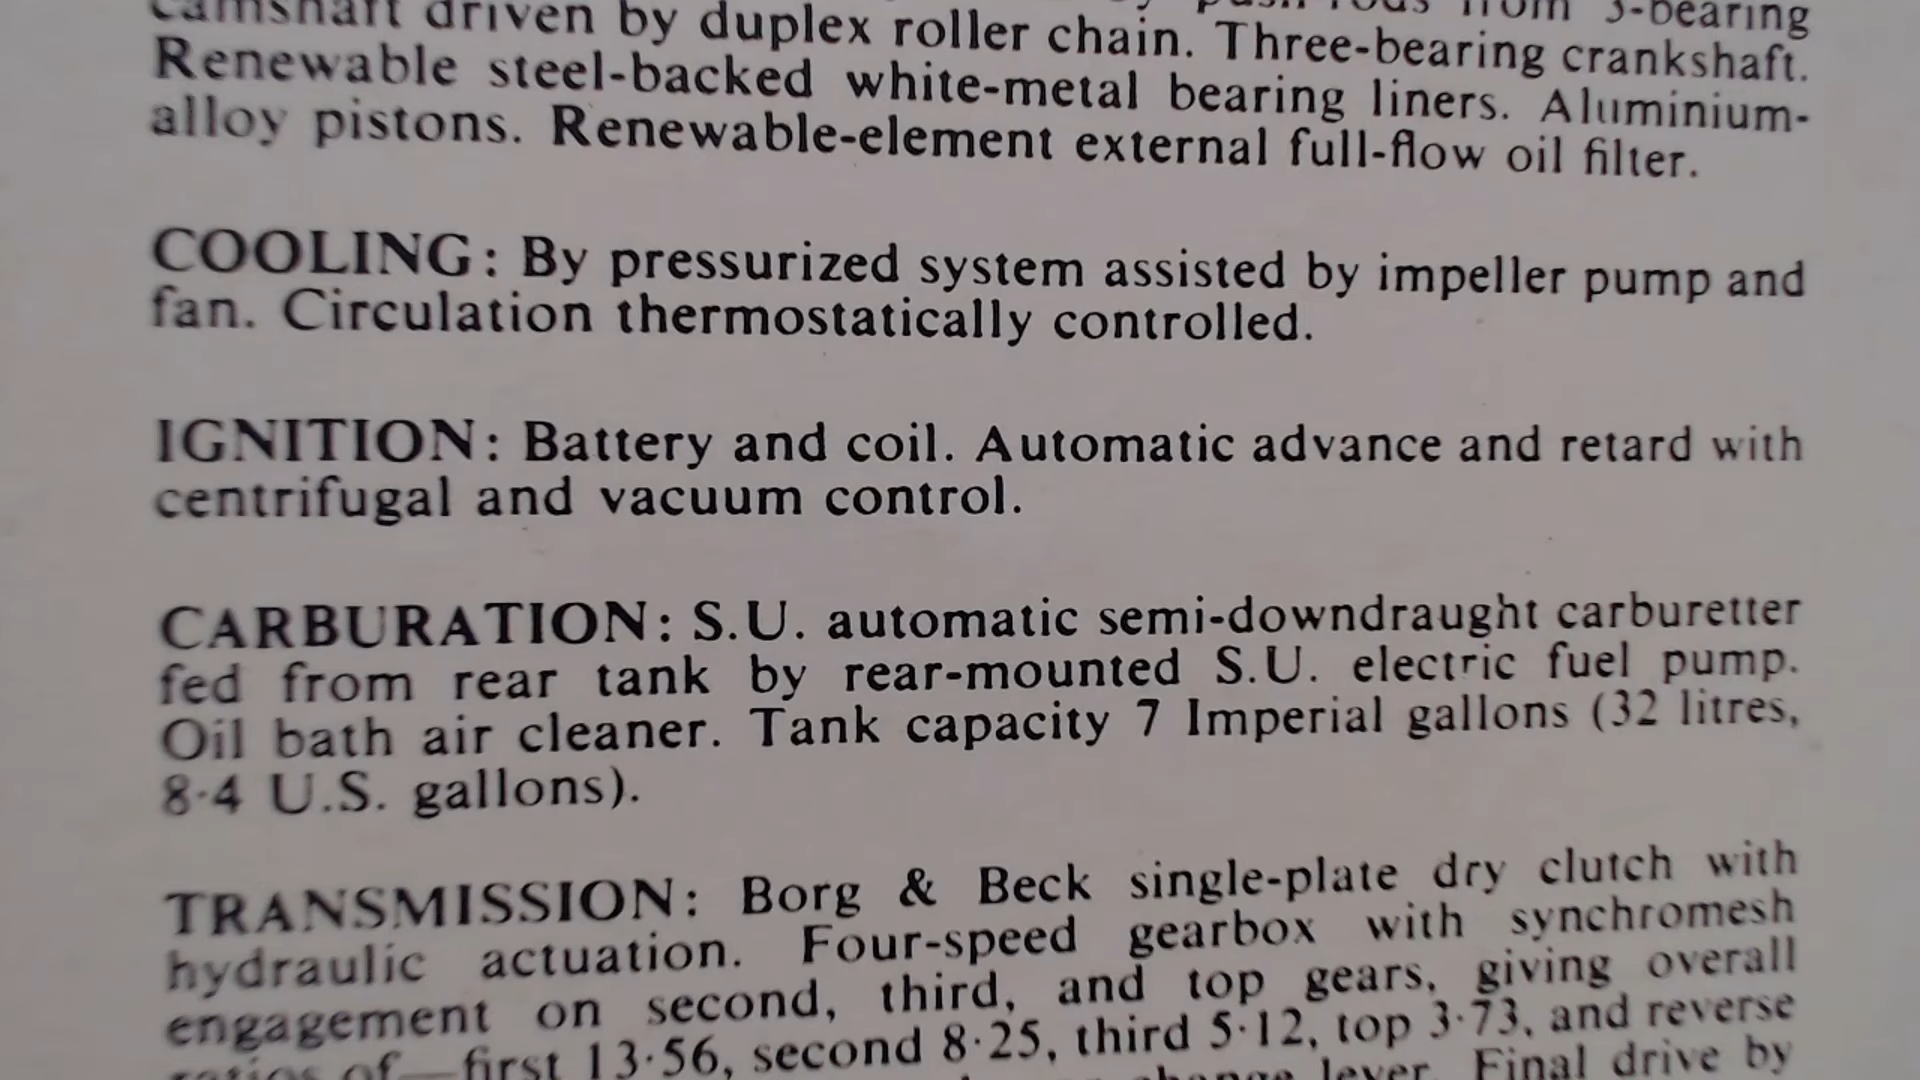 camshaft driven by duplex roller chain. Three-bearing crankshaft.
Renewable steel-backed white-metal bearing liners. Aluminium-
alloy pistons. Renewable-element external full-flow oil filter.
COOLING: By pressurized system assisted by impeller pump and
fan. Circulation thermostatically controlled.
IGNITION: Battery and coil. Automatic advance and retard with
centrifugal and vacuum control.
CARBURATION: S.U. automatic semi-downdraught carburetter
fed from rear tank by rear-mounted S.U. electric fuel pump.
Oil bath air cleaner. Tank capacity 7 Imperial gallons (32 litres,
8·4 U.S. gallons).
TRANSMISSION: Borg & Beck single-plate dry clutch with
hydraulic actuation. Four-speed gearbox with synchromesh
engagement on second, third, and top gears, giving overall
ratios of—first 13·56, second 8·25, third 5·12, top 3·73, and reverse
change lever. Final drive by